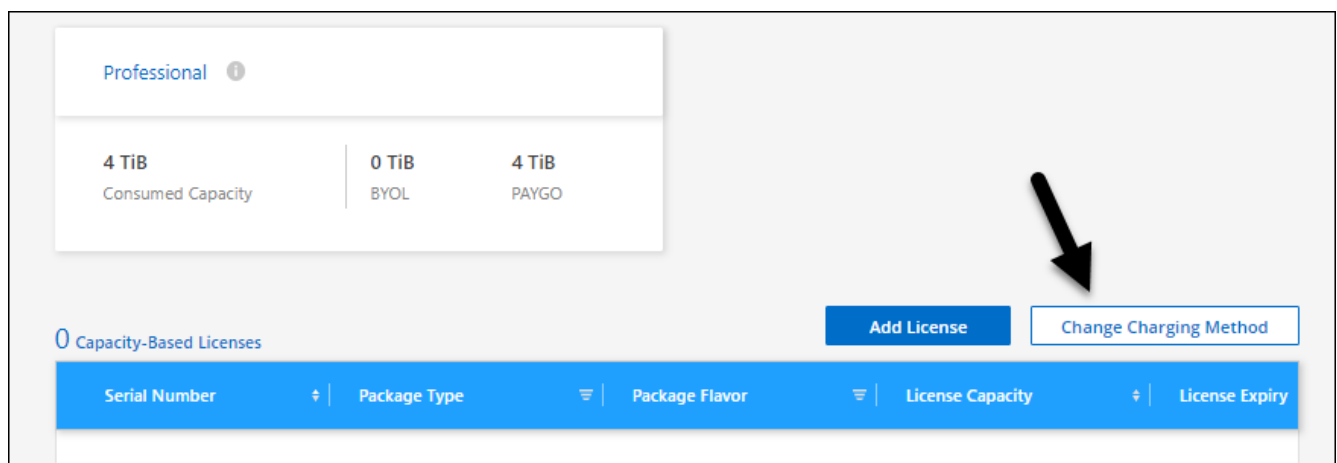 Professional
4 TiB 0 TiB 4 TiB
Consumed Capacity BYOL PAYGO
Add License Change Charging Method
0 Capacity-Based Licenses
Serial Number Package Type Package Flavor License Capacity License Expiry